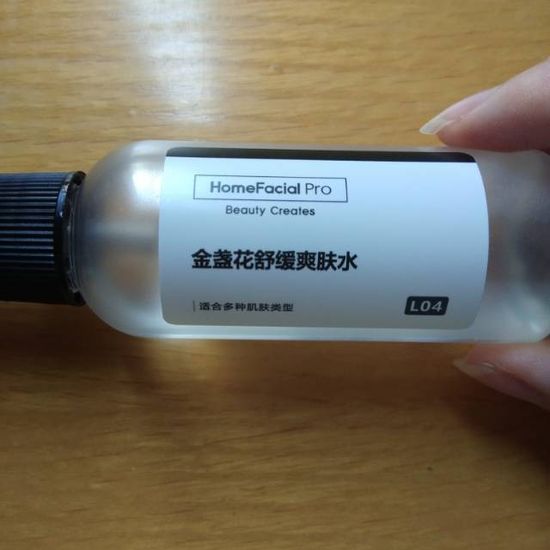 HomeFacial Pro
Beauty Creates
金盏花舒缓爽肤水
适合多种肌肤类型
L04